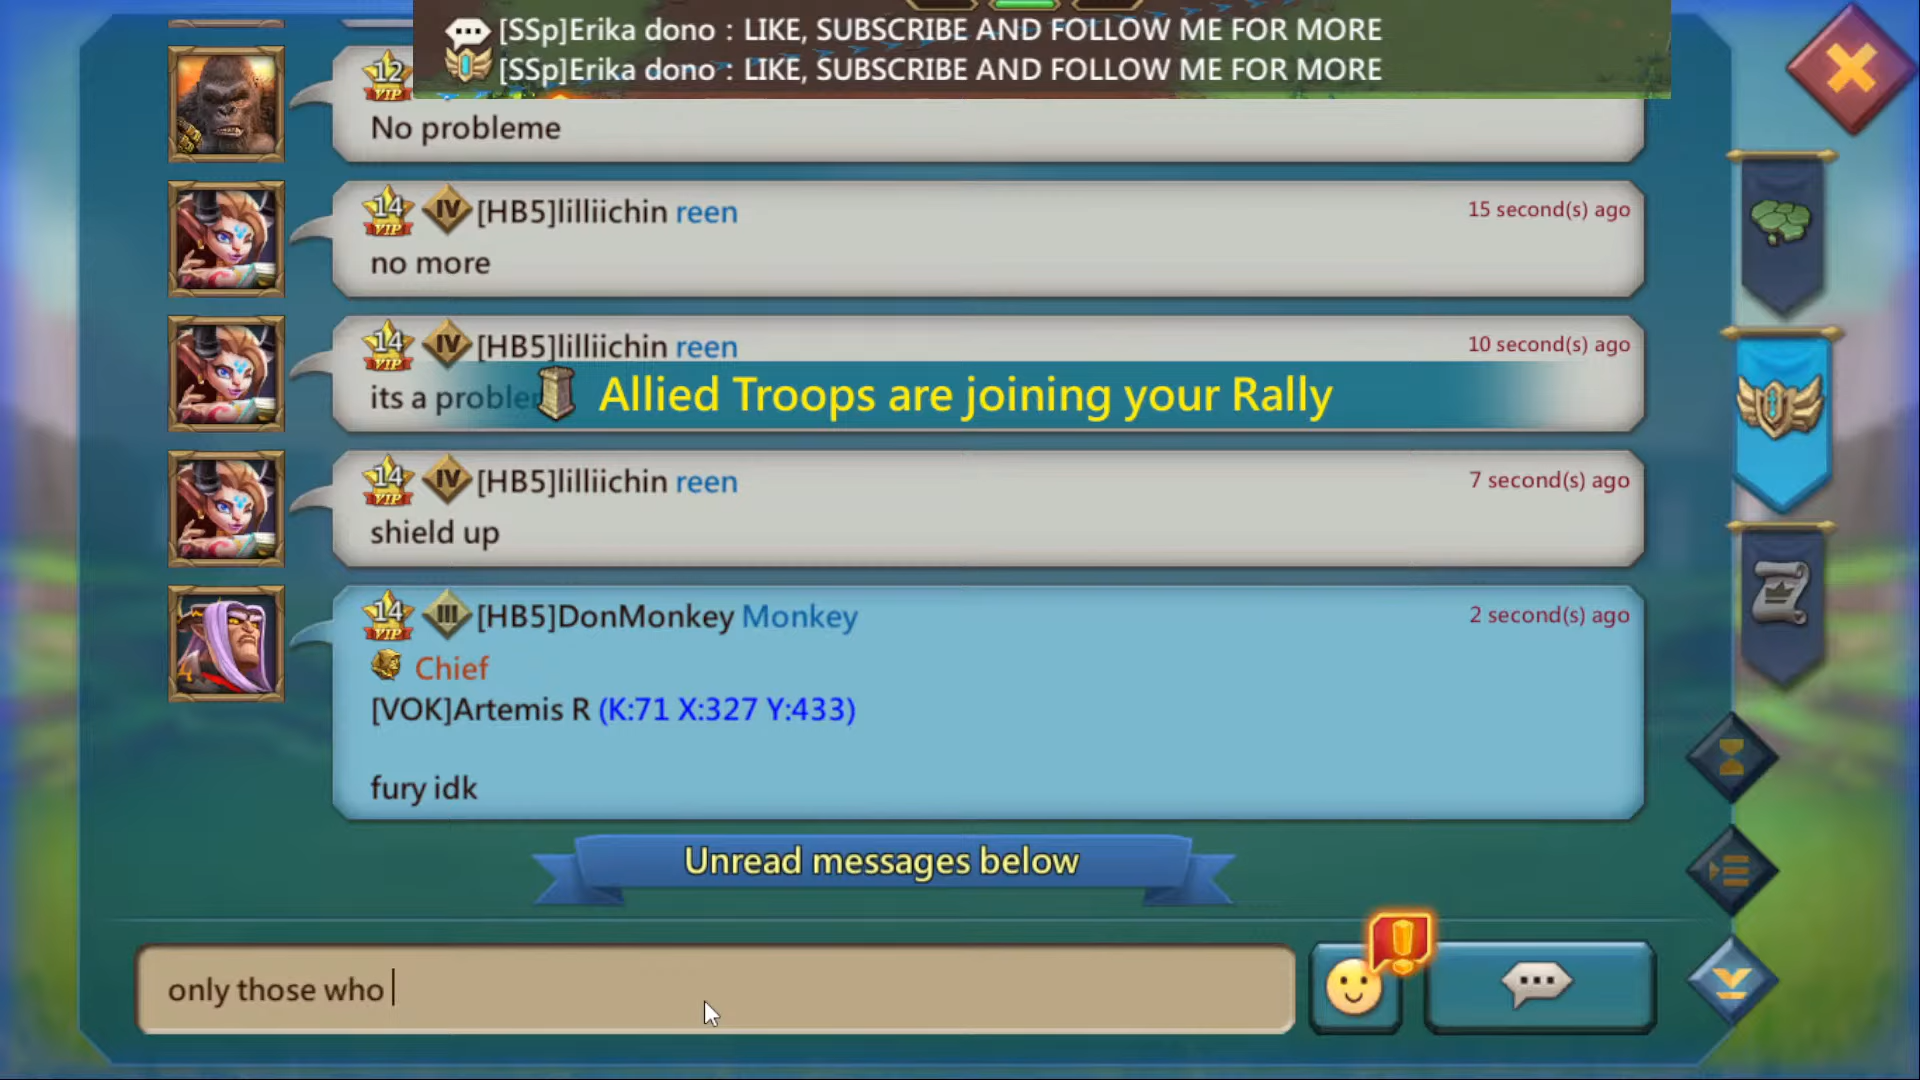 [SSp]Erika dono : LIKE, SUBSCRIBE AND FOLLOW ME FOR MORE
[SSp]Erika dono : LIKE, SUBSCRIBE AND FOLLOW ME FOR MORE
12 VIP
No probleme
14 VIP IV [HB5]lilliichin reen 15 second(s) ago
no more
14 VIP IV [HB5]lilliichin reen 10 second(s) ago
its a
Allied Troops are joining your Rally
14 VIP IV [HB5]lilliichin reen 7 second(s) ago
shield up
14 VIP III [HB5]DonMonkey Monkey 2 second(s) ago
Chief
[VOK]Artemis R (K:71 X:327 Y:433)
fury idk
Unread messages below
only those who